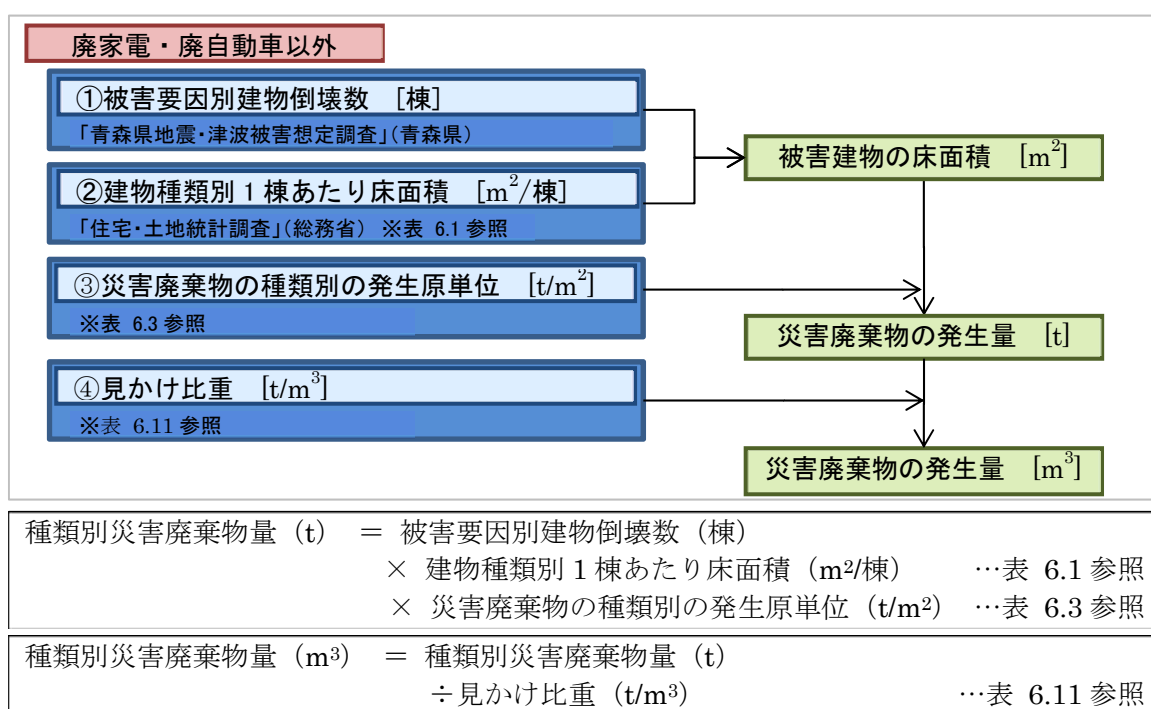 廃家電・廃自動車以外
①被害要因別建物倒壊数 [棟]
「青森県地震・津波被害想定調査」(青森県)
②建物種類別 1 棟あたり床面積 [m²/棟]
「住宅・土地統計調査」(総務省) ※表 6.1 参照
③災害廃棄物の種類別の発生原単位 [t/m²]
※表 6.3 参照
④見かけ比重 [t/m³]
※表 6.11 参照
被害建物の床面積 [m²]
災害廃棄物の発生量 [t]
災害廃棄物の発生量 [m³]
種類別災害廃棄物量(t) = 被害要因別建物倒壊数(棟)
× 建物種類別 1 棟あたり床面積(m²/棟) …表 6.1 参照
× 災害廃棄物の種類別の発生原単位(t/m²) …表 6.3 参照
種類別災害廃棄物量(m³) = 種類別災害廃棄物量(t)
÷見かけ比重(t/m³) …表 6.11 参照